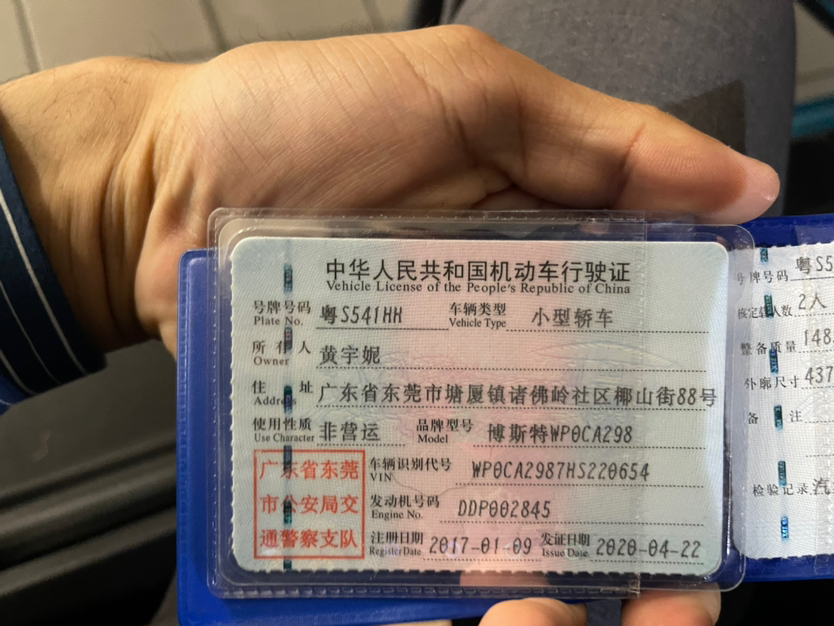 中华人民共和国机动车行驶证
Vehicle License of the People's Republic of China
号牌号码 粤S541HH 车辆类型 小型轿车
Plate No. Vehicle Type
所有人 黄宇妮
Owner
住址 广东省东莞市塘厦镇诸佛岭社区椰山街88号
Address
使用性质 非营运 品牌型号 博斯特WP0CA298
Use Character Model
广东省东莞
市公安局交
通警察支队
车辆识别代号 WP0CA2987HS220654
VIN
发动机号码 DDP002845
Engine No.
注册日期 2017-01-09 发证日期 2020-04-22
Register Date Issue Date
号牌号码 粤S5
核定载人数 2人
整备质量 148
外廓尺寸 437
备注
检验记录 汽